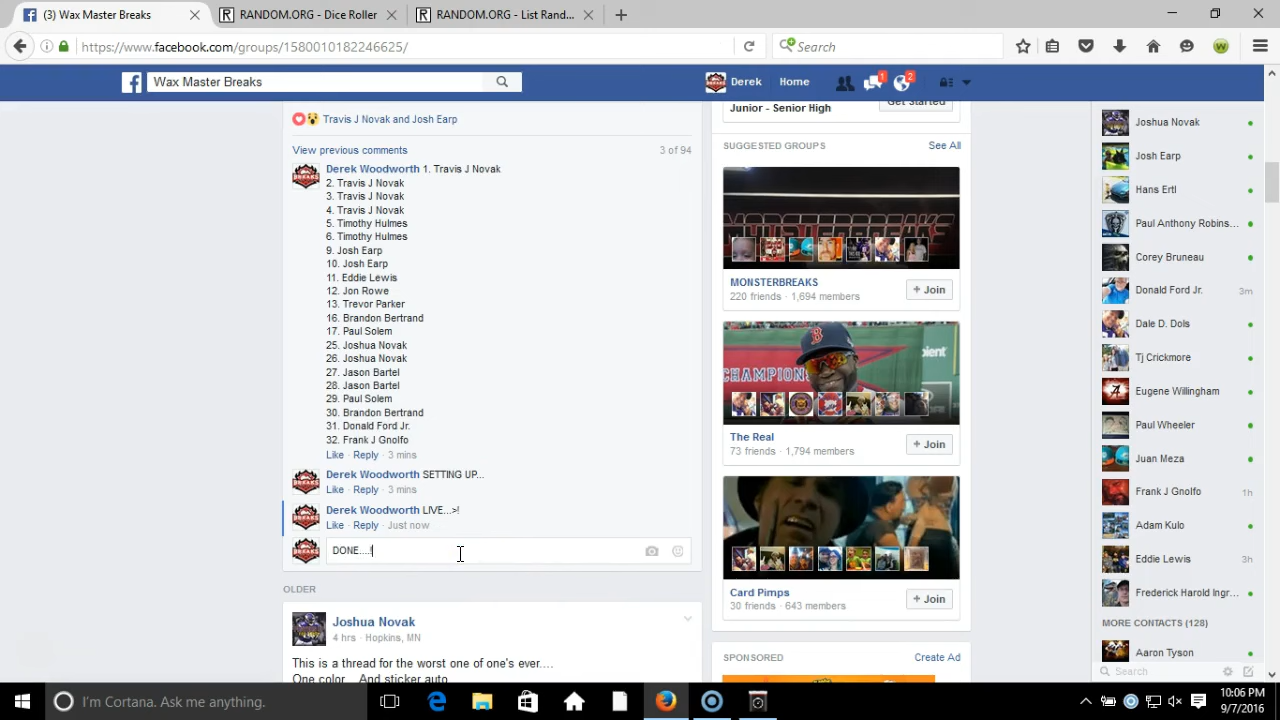 (3) Wax Master Breaks
RANDOM.ORG - Dice Roller
RANDOM.ORG - List Rand...
https://www.facebook.com/groups/1580010182246625/
Search
Wax Master Breaks
Derek
Home
1
2
Travis J Novak and Josh Earp
View previous comments
3 of 94
Derek Woodworth 1. Travis J Novak
2. Travis J Novak
3. Travis J Novak
4. Travis J Novak
5. Timothy Hulmes
6. Timothy Hulmes
9. Josh Earp
10. Josh Earp
11. Eddie Lewis
12. Jon Rowe
13. Trevor Parker
16. Brandon Bertrand
17. Paul Solem
25. Joshua Novak
26. Joshua Novak
27. Jason Bartel
28. Jason Bartel
29. Paul Solem
30. Brandon Bertrand
31. Donald Ford Jr.
32. Frank J Gnolfo
Like · Reply · 3 mins
Derek Woodworth SETTING UP...
Like · Reply · 3 mins
Derek Woodworth LIVE...>!
Like · Reply · Just now
DONE....!
OLDER
Joshua Novak
4 hrs · Hopkins, MN
This is a thread for the worst one of one's ever....
One color... And sticker auto
Junior - Senior High
Get Started
SUGGESTED GROUPS
See All
MONSTERBREAKS
MONSTERBREAKS
220 friends · 1,694 members
+ Join
CHAMPIONS
The Real
73 friends · 1,794 members
+ Join
Card Pimps
30 friends · 643 members
+ Join
SPONSORED
Create Ad
Joshua Novak
Josh Earp
Hans Ertl
Paul Anthony Robins...
Corey Bruneau
Donald Ford Jr.
3m
Dale D. Dols
Tj Crickmore
Eugene Willingham
Paul Wheeler
Juan Meza
Frank J Gnolfo
1h
Adam Kulo
Eddie Lewis
3h
Frederick Harold Ingr...
MORE CONTACTS (128)
Aaron Tyson
Search
I'm Cortana. Ask me anything.
10:06 PM
9/7/2016